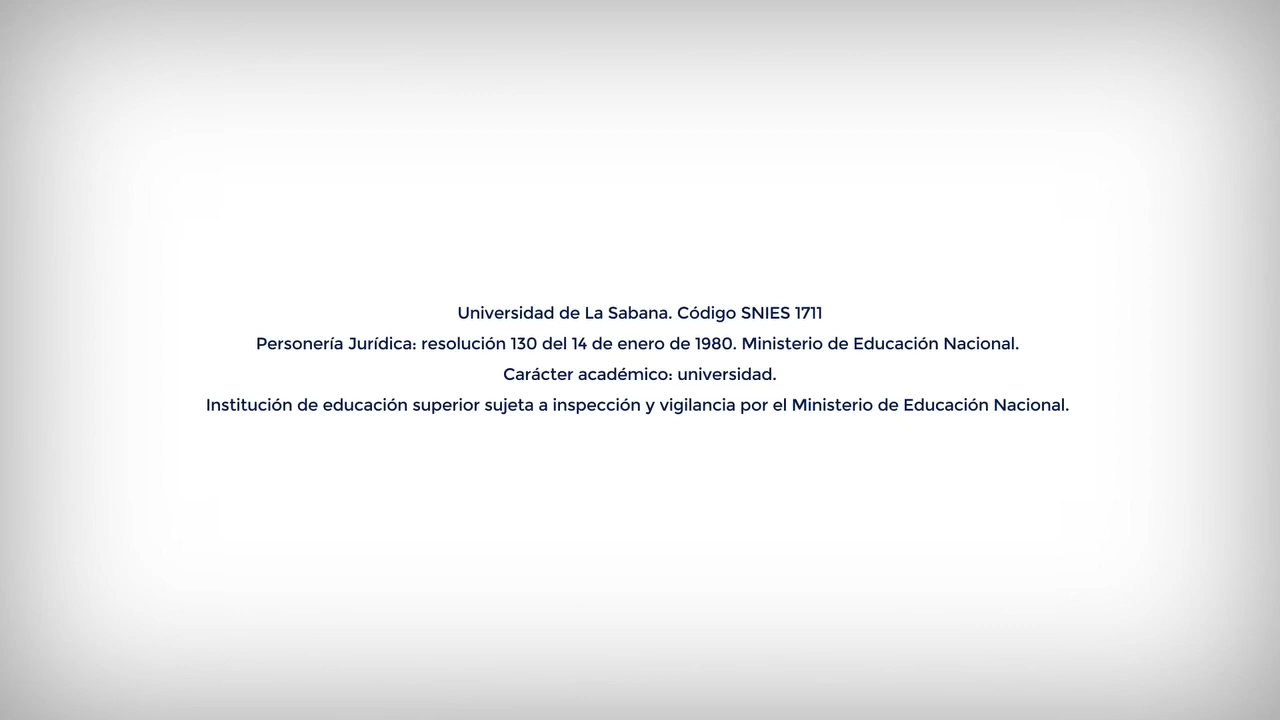 Universidad de La Sabana. Código SNIES 1711
Personería Jurídica: resolución 130 del 14 de enero de 1980. Ministerio de Educación Nacional.
Carácter académico: universidad.
Institución de educación superior sujeta a inspección y vigilancia por el Ministerio de Educación Nacional.